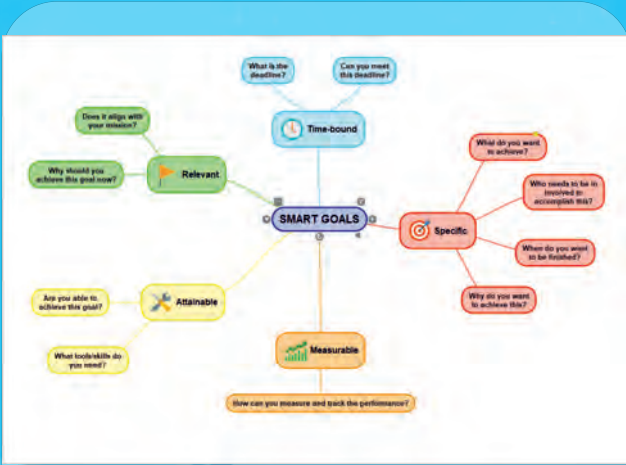 What is the
deadline?
Can you meet
this deadline?
Time-bound
Does it align with
your mission?
Why should you
achieve this goal now?
Relevant
SMART GOALS
What do you want
to achieve?
Who needs to be in
involved to
accomplish this?
Specific
When do you want
to be finished?
Why do you want
to achieve this?
Are you able to
achieve this goal?
Attainable
What tools/skills do
you need?
Measurable
How can you measure and track the performance?